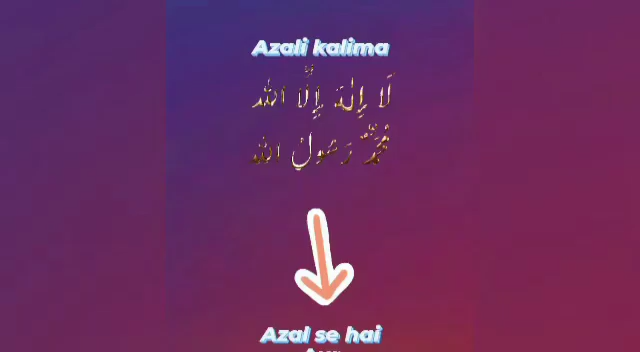 Azali kalima
لَا إِلٰهَ إِلَّا اللّٰه
مُحَمَّدٌ رَسُولُ اللّٰه
Azal se hai